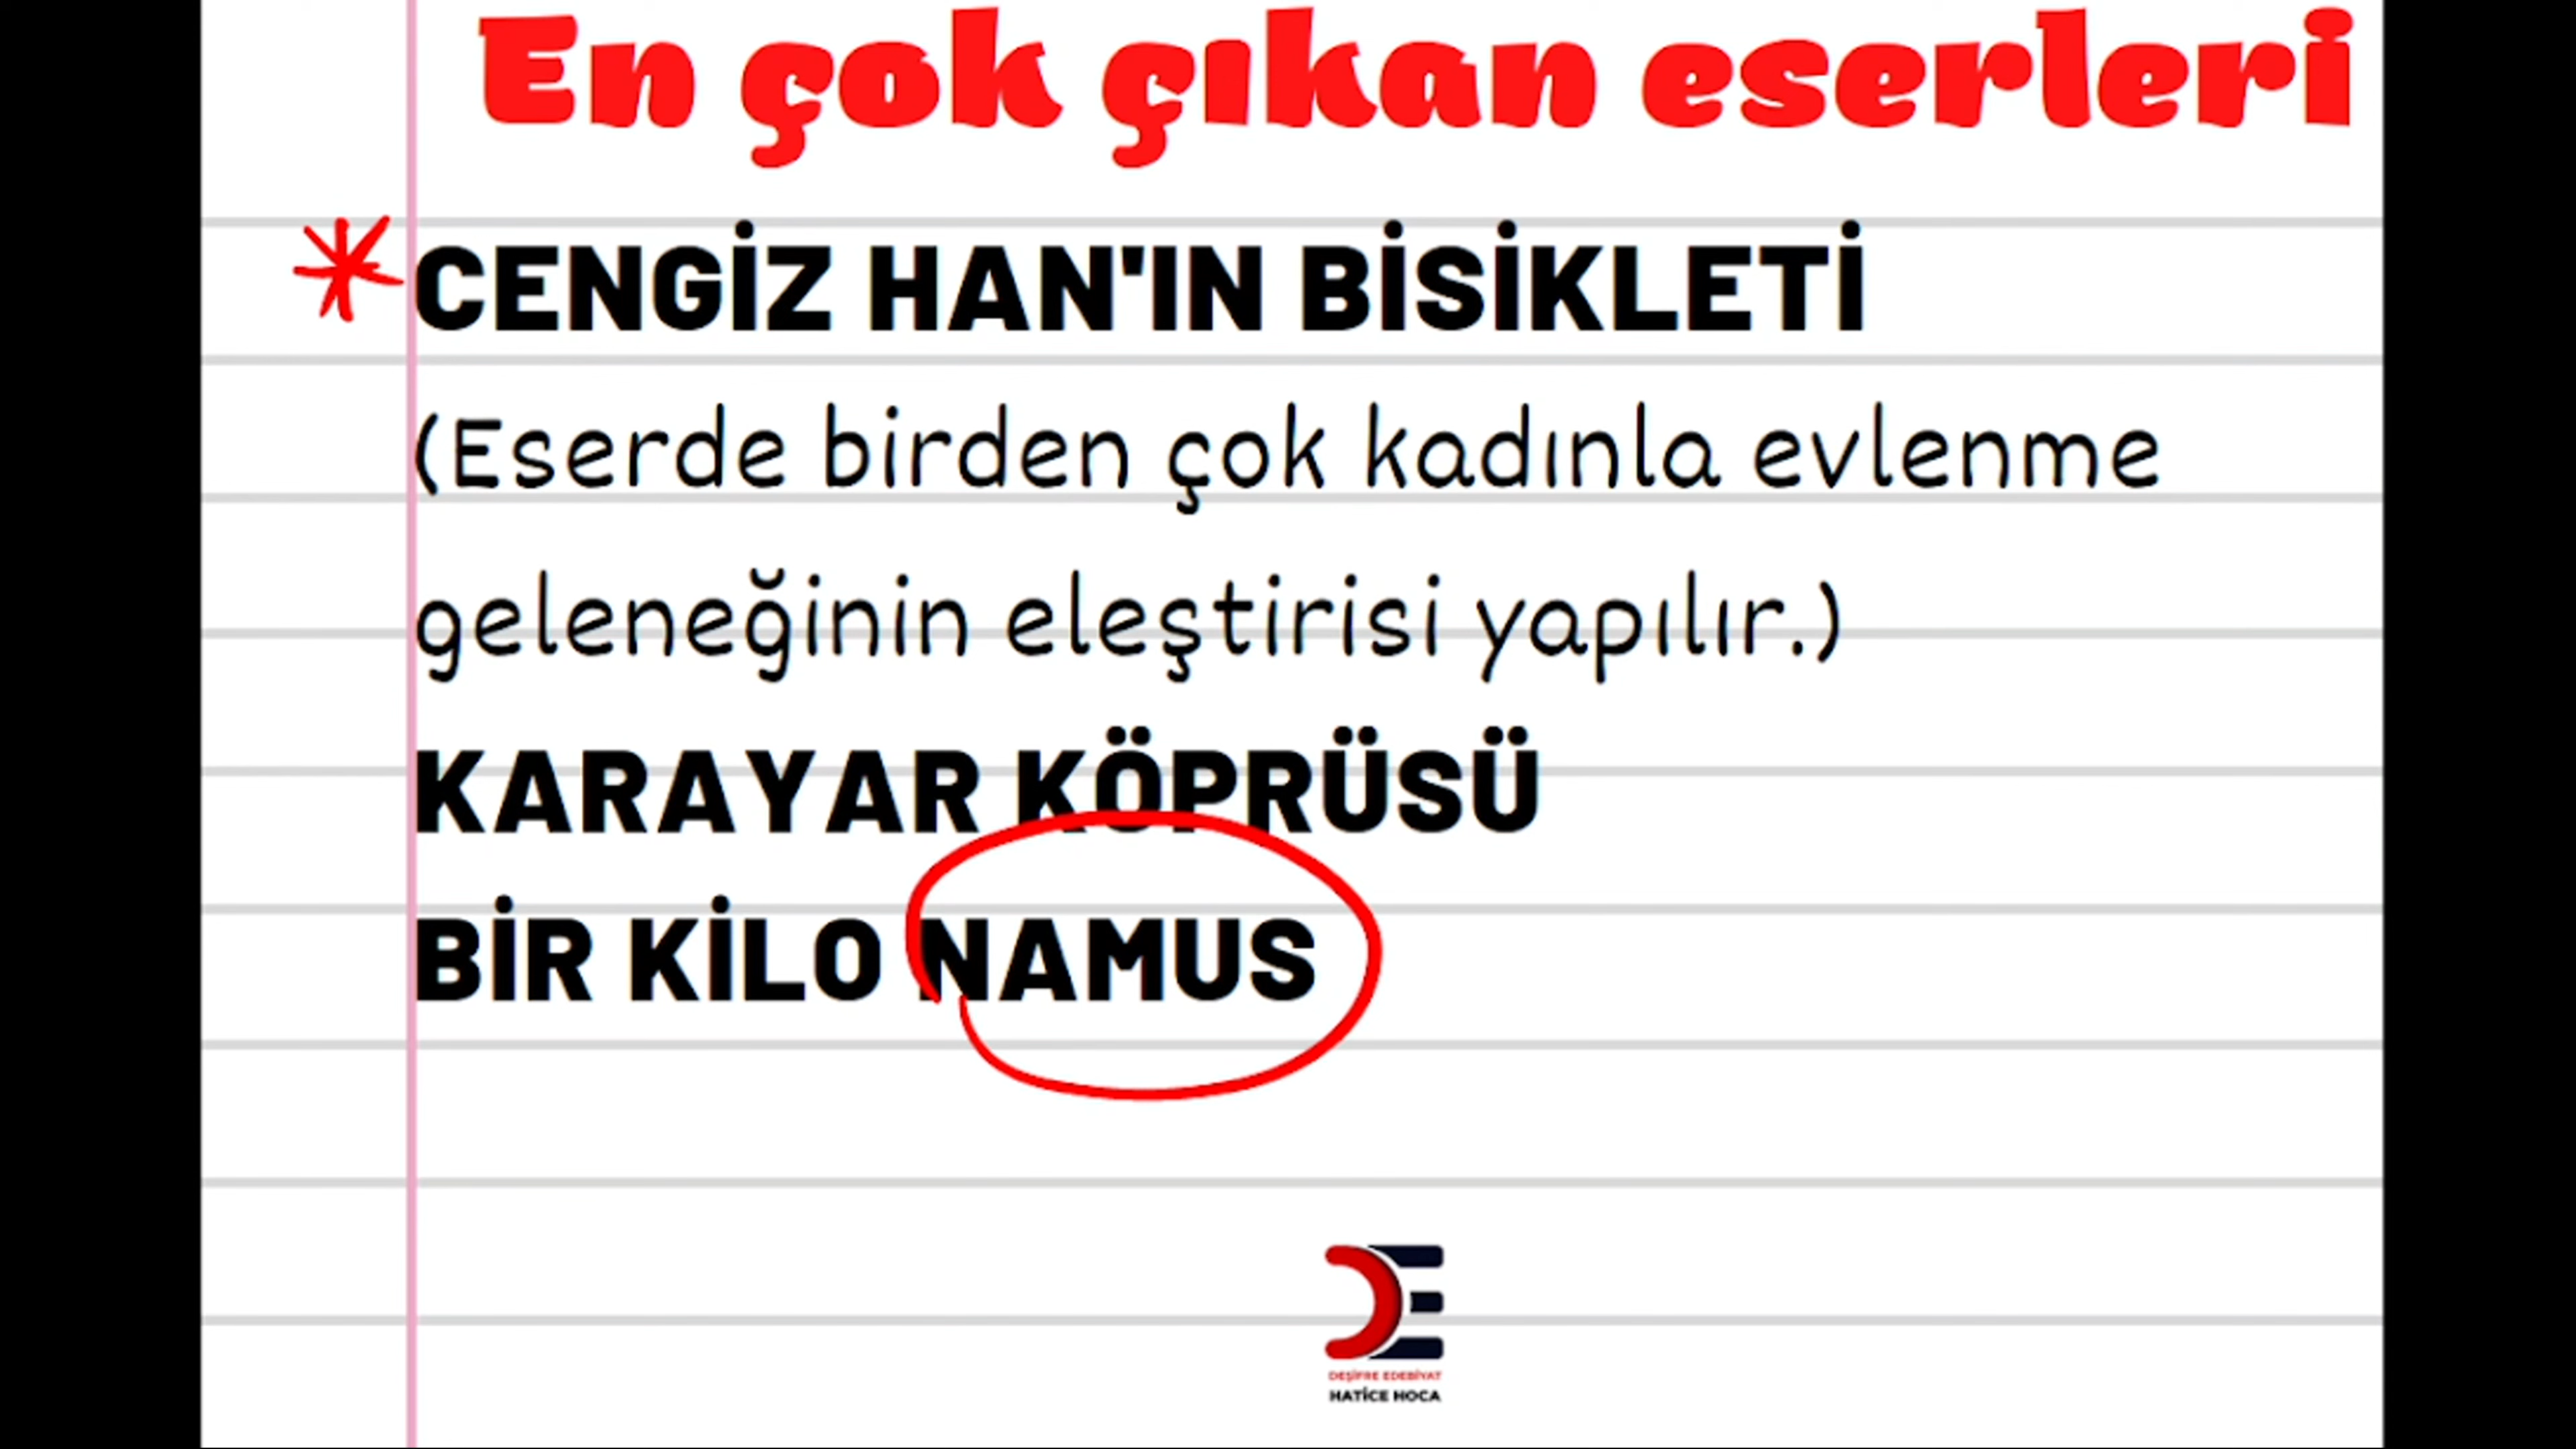 En çok çıkan eserleri
CENGİZ HAN'IN BİSİKLETİ
(Eserde birden çok kadınla evlenme
geleneğinin eleştirisi yapılır.)
KARAYAR KÖPRÜSÜ
BİR KİLO NAMUS
DE
DEŞİFRE EDEBİYAT
HATİCE HOCA